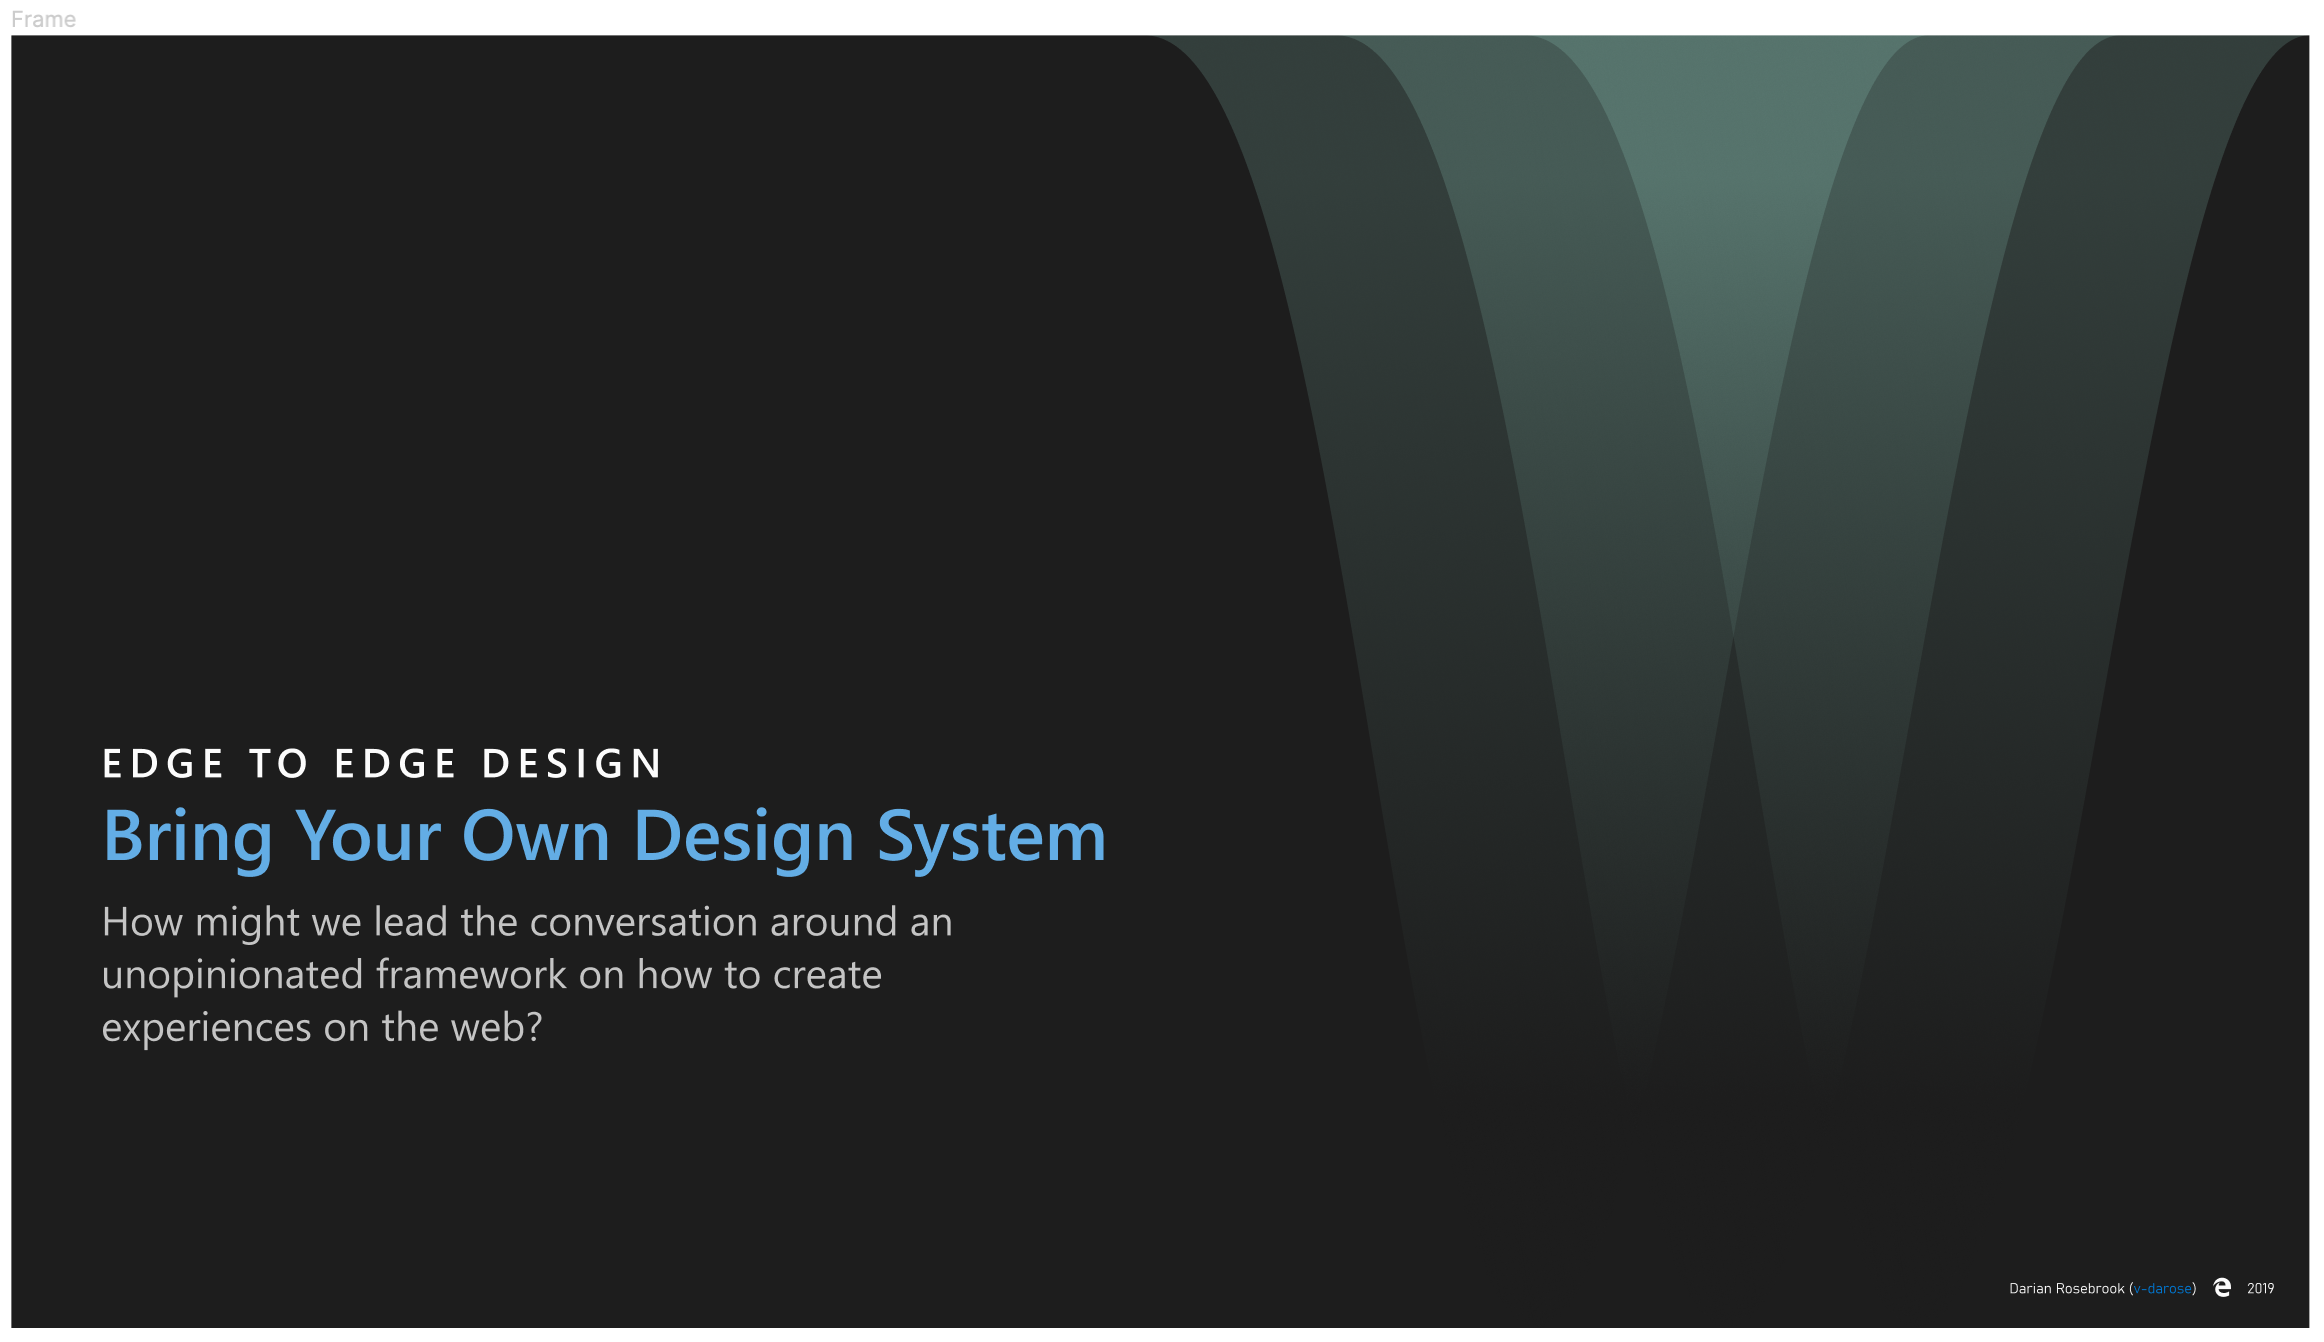 Frame
EDGE TO EDGE DESIGN
Bring Your Own Design System
How might we lead the conversation around an
unopinionated framework on how to create
experiences on the web?
Darian Rosebrook (v-darose) e 2019